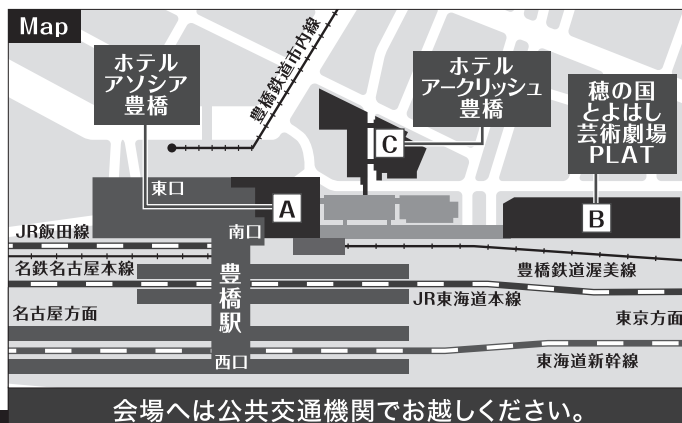 Map
ホテル
アソシア
豊橋
豊橋鉄道市内線
ホテル
アークリッシュ
豊橋
穂の国
とよはし
芸術劇場
PLAT
C
東口
A
B
JR飯田線
南口
名鉄名古屋本線
豊橋鉄道渥美線
豊橋駅
JR東海道本線
名古屋方面
東京方面
西口
東海道新幹線
会場へは公共交通機関でお越しください。